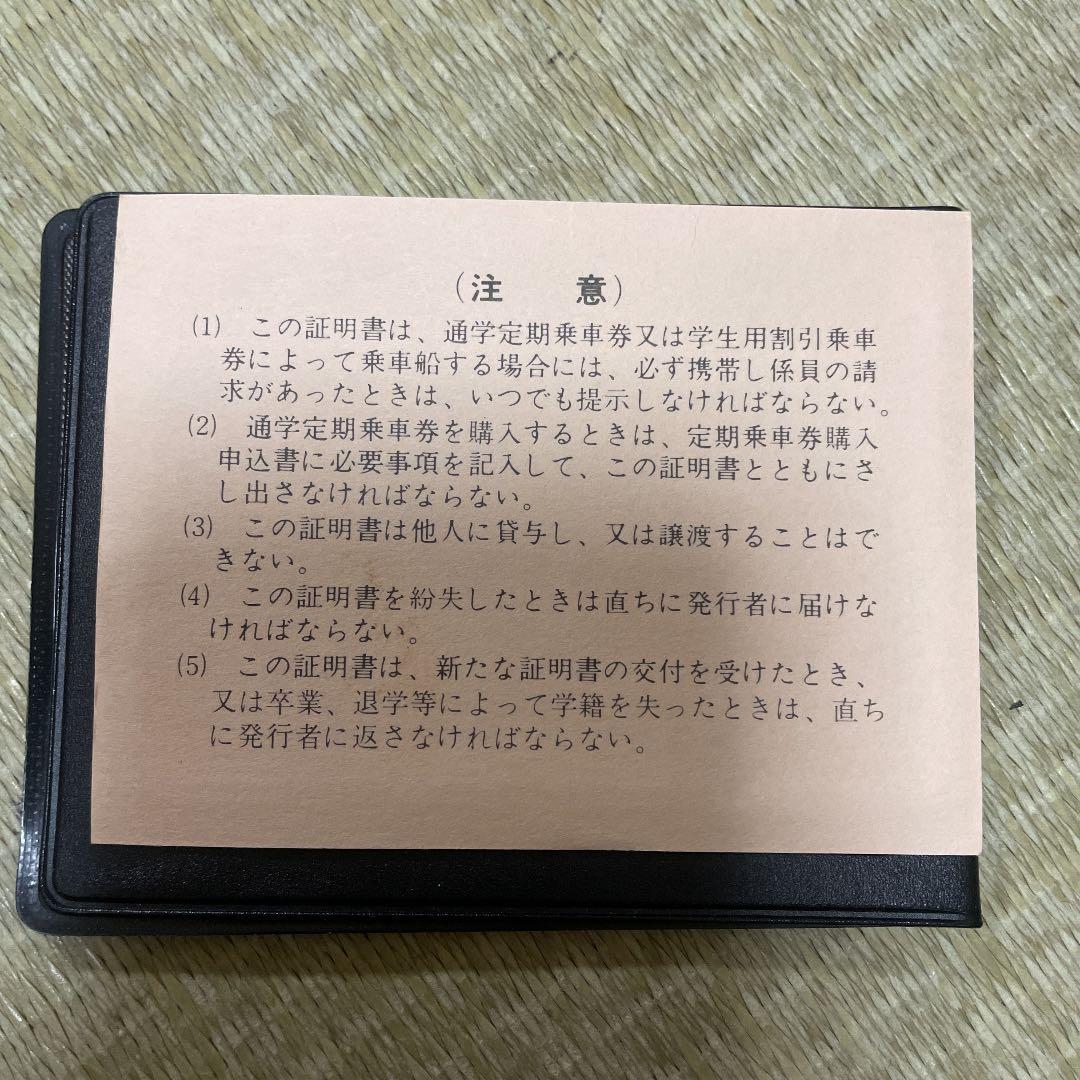 （注　意）
(1)　この証明書は、通学定期乗車券又は学生用割引乗車
券によって乗車船する場合には、必ず携帯し係員の請
求があったときは、いつでも提示しなければならない。
(2)　通学定期乗車券を購入するときは、定期乗車券購入
申込書に必要事項を記入して、この証明書とともにさ
し出さなければならない。
(3)　この証明書は他人に貸与し、又は譲渡することはで
きない。
(4)　この証明書を紛失したときは直ちに発行者に届けな
ければならない。
(5)　この証明書は、新たな証明書の交付を受けたとき、
又は卒業、退学等によって学籍を失ったときは、直ち
に発行者に返さなければならない。